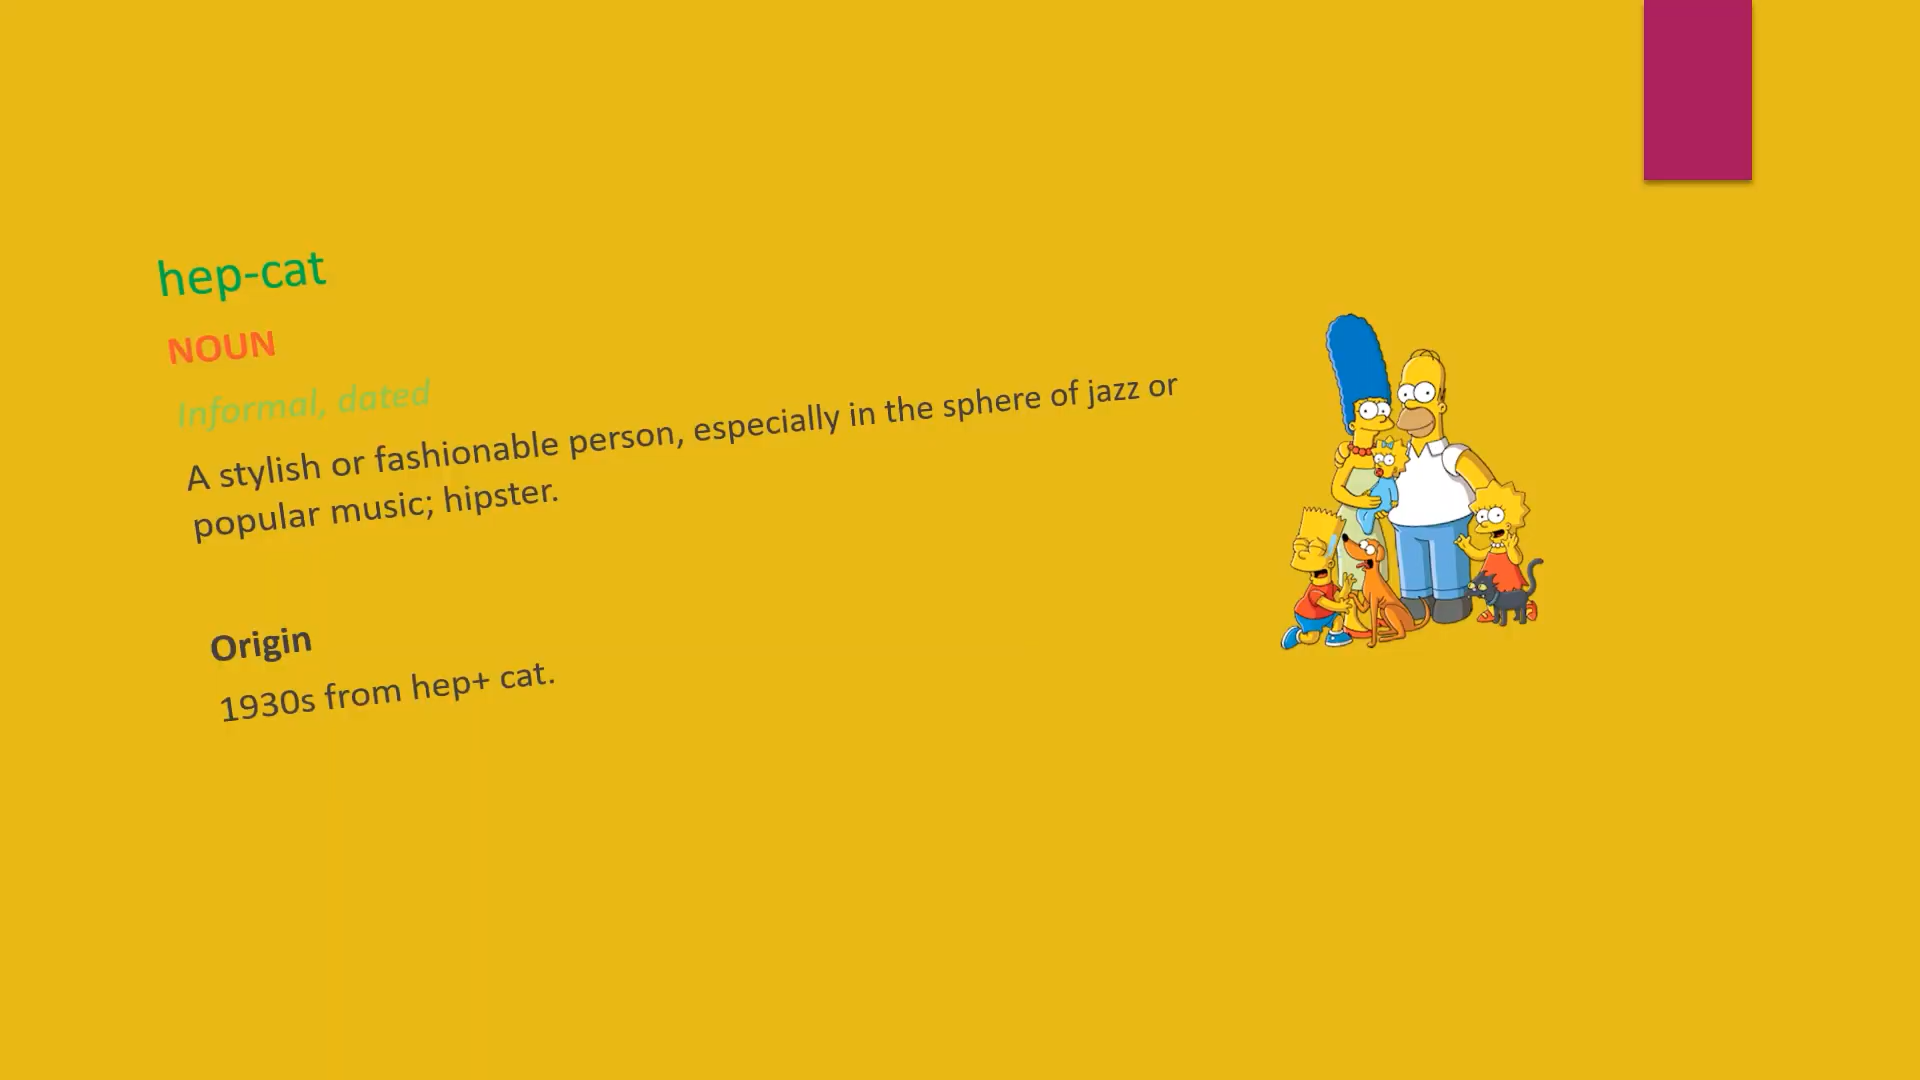 hep-cat
NOUN
Informal, dated
A stylish or fashionable person, especially in the sphere of jazz or
popular music; hipster.
Origin
1930s from hep+ cat.